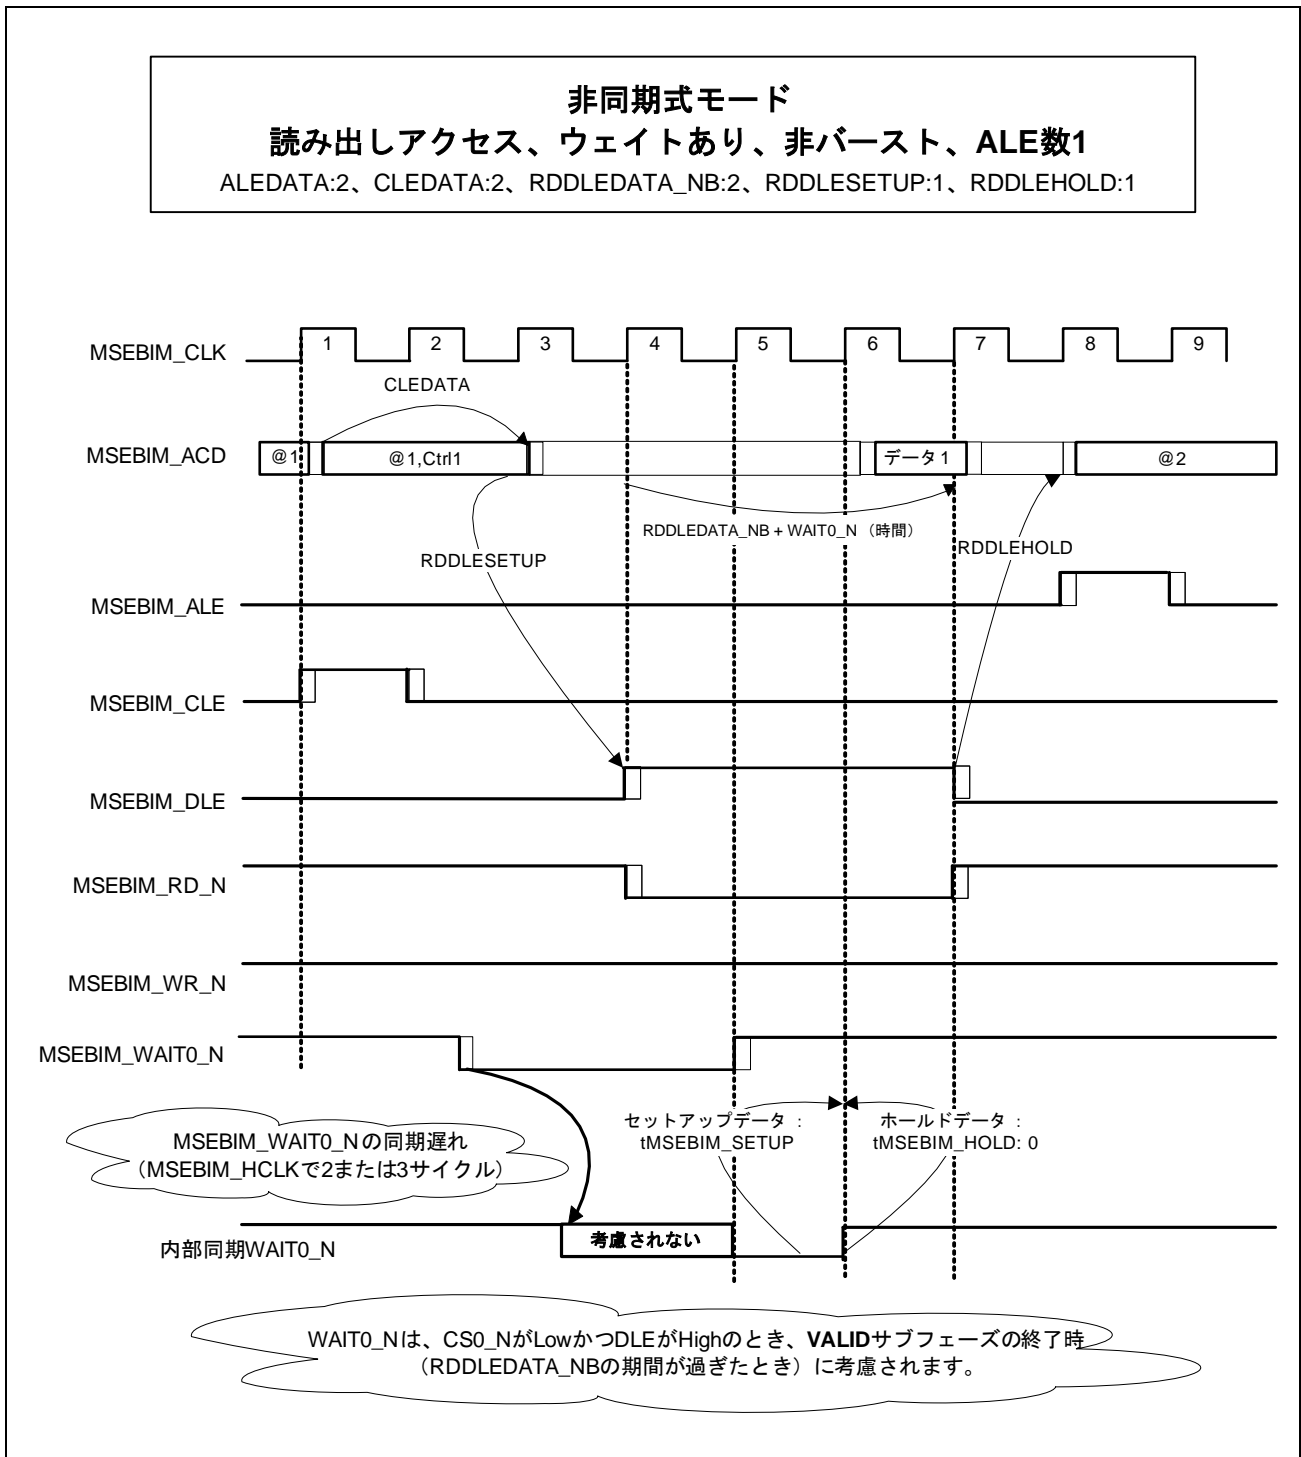 非同期式モード
読み出しアクセス、ウェイトあり、非バースト、ALE数1
ALEDATA:2、CLEDATA:2、RDDLEDATA_NB:2、RDDLESETUP:1、RDDLEHOLD:1
MSEBIM_CLK
1 2 3 4 5 6 7 8 9
CLEDATA
MSEBIM_ACD
@1 @1,Ctrl1 データ1 @2
RDDLEDATA_NB + WAIT0_N（時間）
RDDLESETUP
RDDLEHOLD
MSEBIM_ALE
MSEBIM_CLE
MSEBIM_DLE
MSEBIM_RD_N
MSEBIM_WR_N
MSEBIM_WAIT0_N
セットアップデータ：
tMSEBIM_SETUP
ホールドデータ：
tMSEBIM_HOLD: 0
MSEBIM_WAIT0_Nの同期遅れ
（MSEBIM_HCLKで2または3サイクル）
内部同期WAIT0_N
考慮されない
WAIT0_Nは、CS0_NがLowかつDLEがHighのとき、VALIDサブフェーズの終了時
（RDDLEDATA_NBの期間が過ぎたとき）に考慮されます。